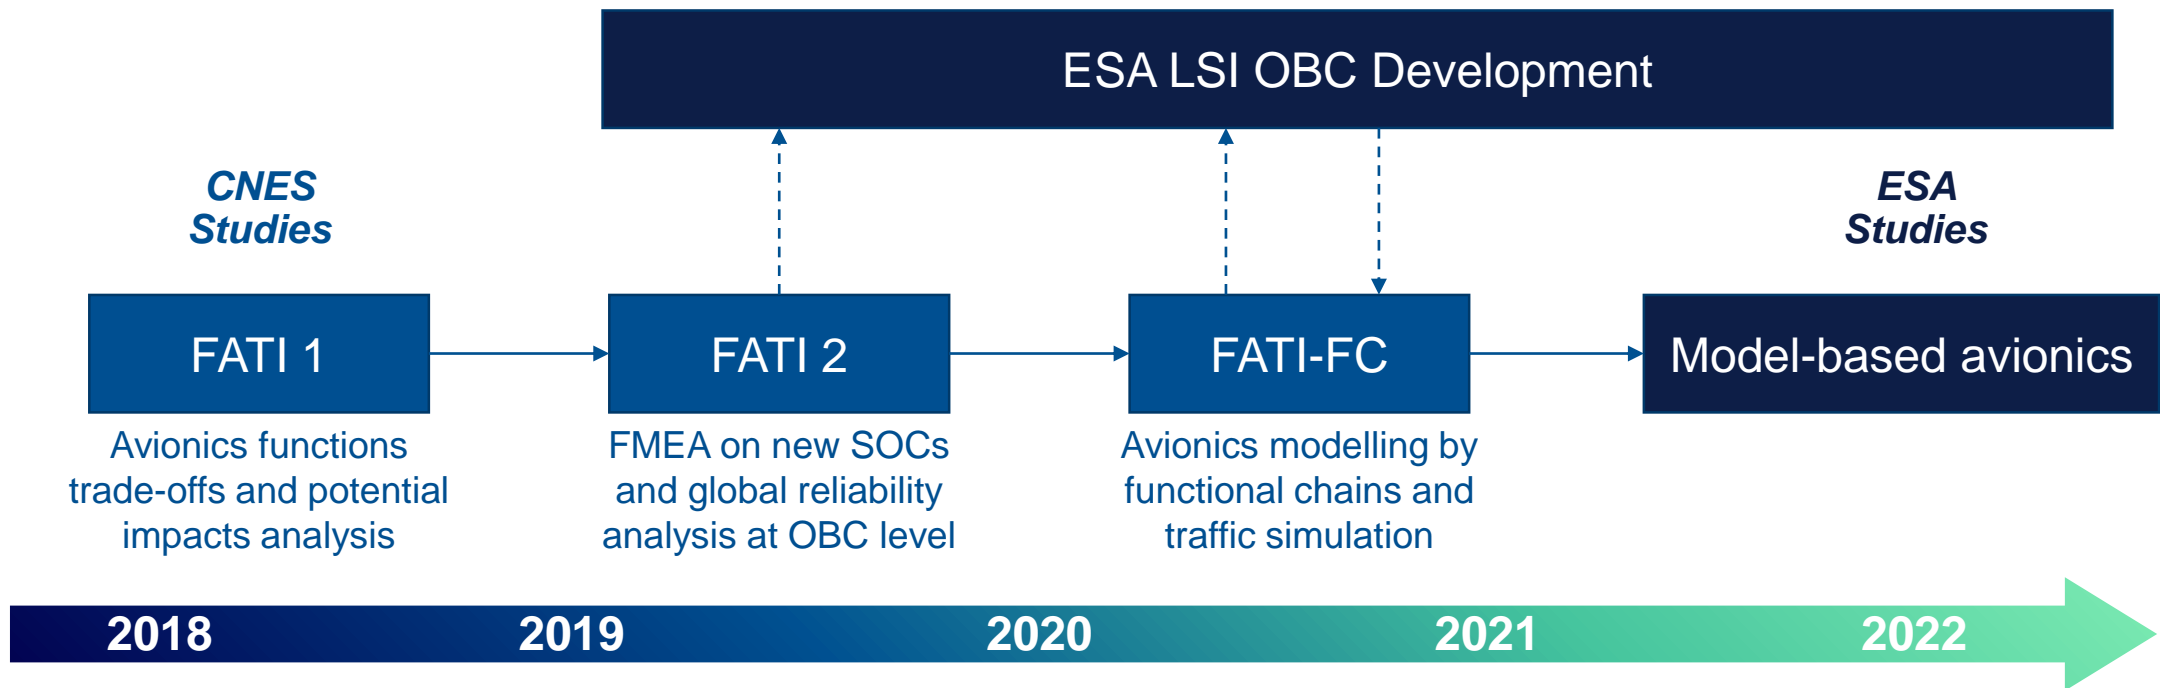 ESA LSI OBC Development
CNES
Studies
ESA
Studies
FATI 1
FATI 2
FATI-FC
Model-based avionics
Avionics functions
trade-offs and potential
impacts analysis
FMEA on new SOCs
and global reliability
analysis at OBC level
Avionics modelling by
functional chains and
traffic simulation
2018
2019
2020
2021
2022